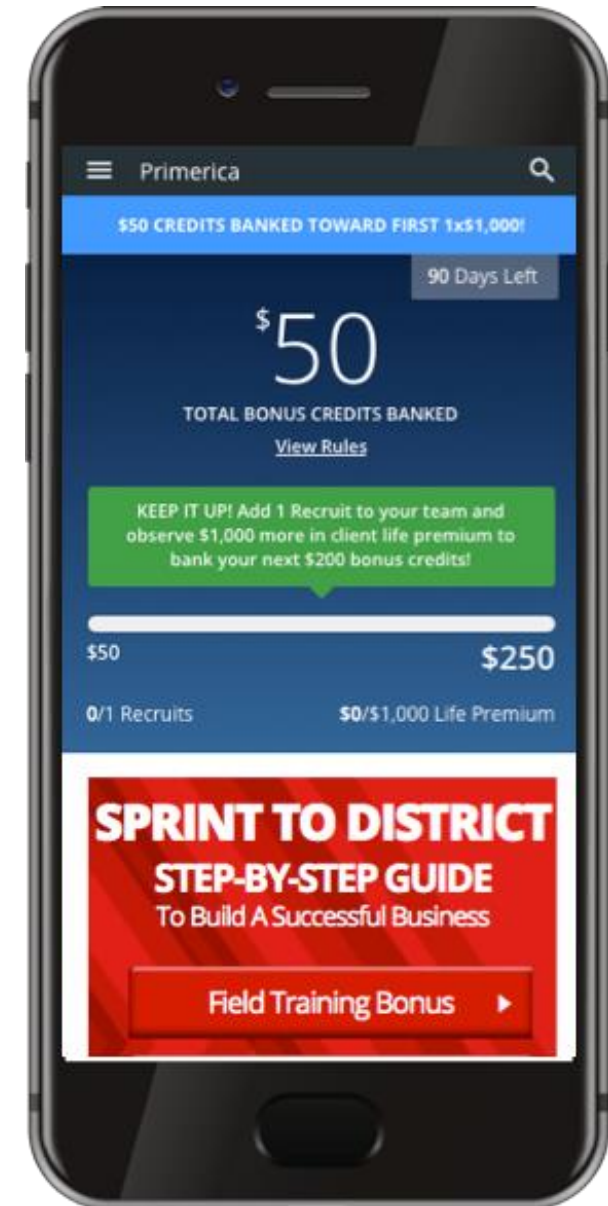 Primerica
$50 CREDITS BANKED TOWARD FIRST 1x$1,000!
90 Days Left
$50
TOTAL BONUS CREDITS BANKED
View Rules
KEEP IT UP! Add 1 Recruit to your team and
observe $1,000 more in client life premium to
bank your next $200 bonus credits!
$50 $250
0/1 Recruits $0/$1,000 Life Premium
SPRINT TO DISTRICT
STEP-BY-STEP GUIDE
To Build A Successful Business
Field Training Bonus